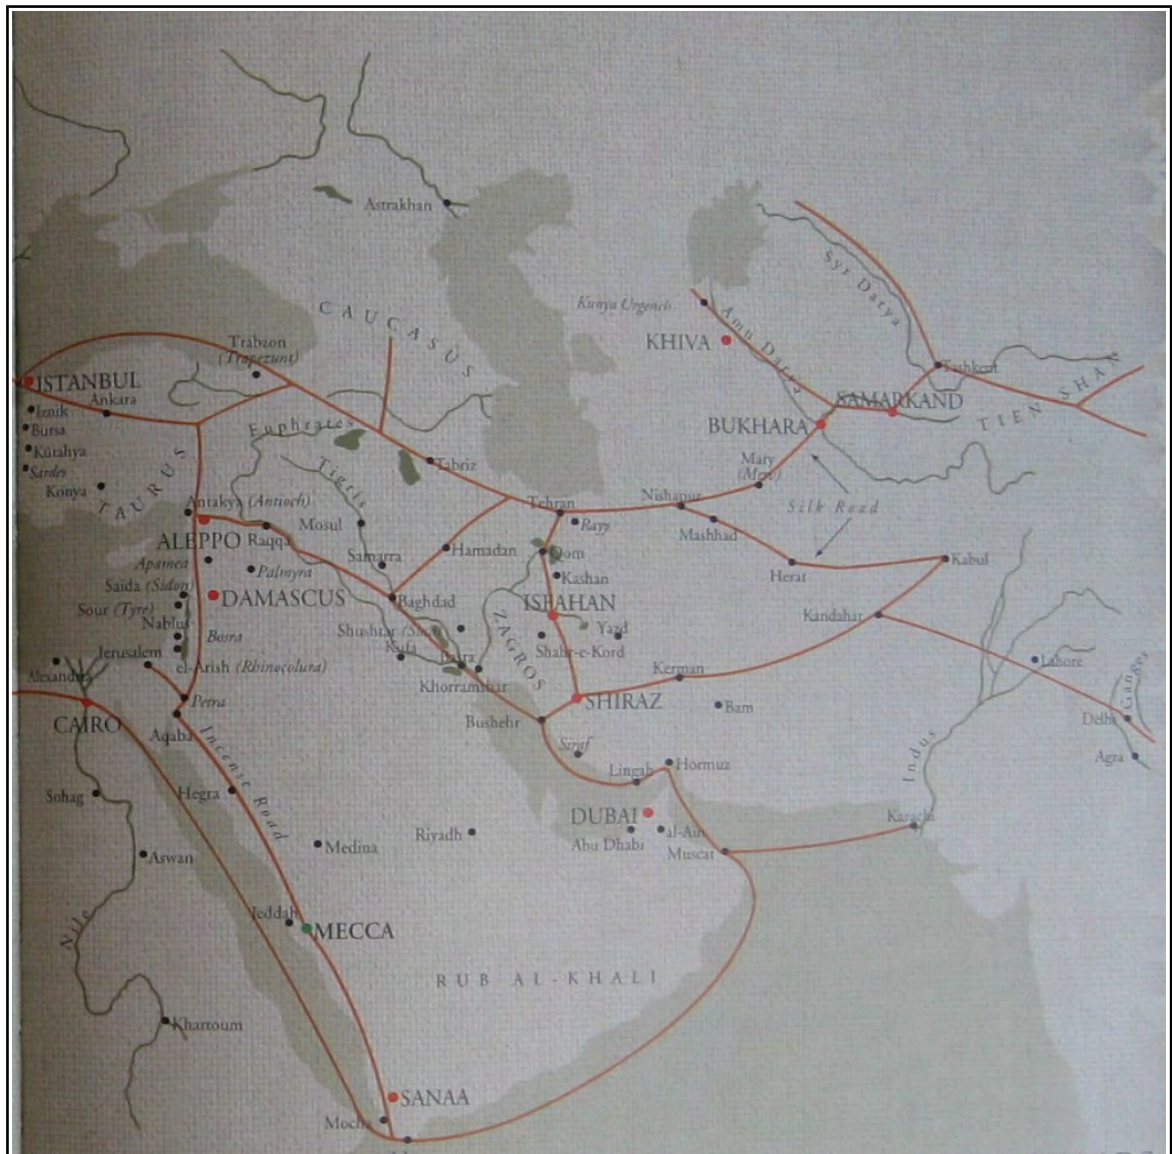 Astrakhan
CAUCASUS
Syr Darya
Kunya Urgench
Amu Darya
KHIVA
Trabzon
(Trapezunt)
Tashkent
TIEN SHAN
ISTANBUL
Ankara
Iznik
Bursa
Kütahya
Sardes
Konya
SAMARKAND
BUKHARA
Euphrates
Tigris
Tabriz
Mary
(Merv)
TAURUS
Antakya (Antioch)
Mosul
Tehran
Rayy
Nishapur
Silk Road
Mashhad
ALEPPO
Raqqa
Apamea
Palmyra
Samarra
Hamadan
Qom
Kashan
Herat
Kabul
Saida (Sidon)
DAMASCUS
Sour (Tyre)
Nablus
Bosra
Baghdad
ISFAHAN
Kandahar
Shushtar
Kufa
ZAGROS
Yazd
Shahr-e-Kord
Jerusalem
el-Arish (Rhinocolura)
Basra
Khorramshar
Kerman
Lahore
Ganges
Alexandria
Petra
SHIRAZ
Bam
Delhi
CAIRO
Aqaba
Bushehr
Siraf
Indus
Agra
Incense Road
Lingah
Hormuz
Sohag
Hegra
DUBAI
Karachi
Abu Dhabi
al-Ain
Riyadh
Medina
Muscat
Aswan
Nile
Jeddah
MECCA
RUB AL-KHALI
Khartoum
SANAA
Mocha